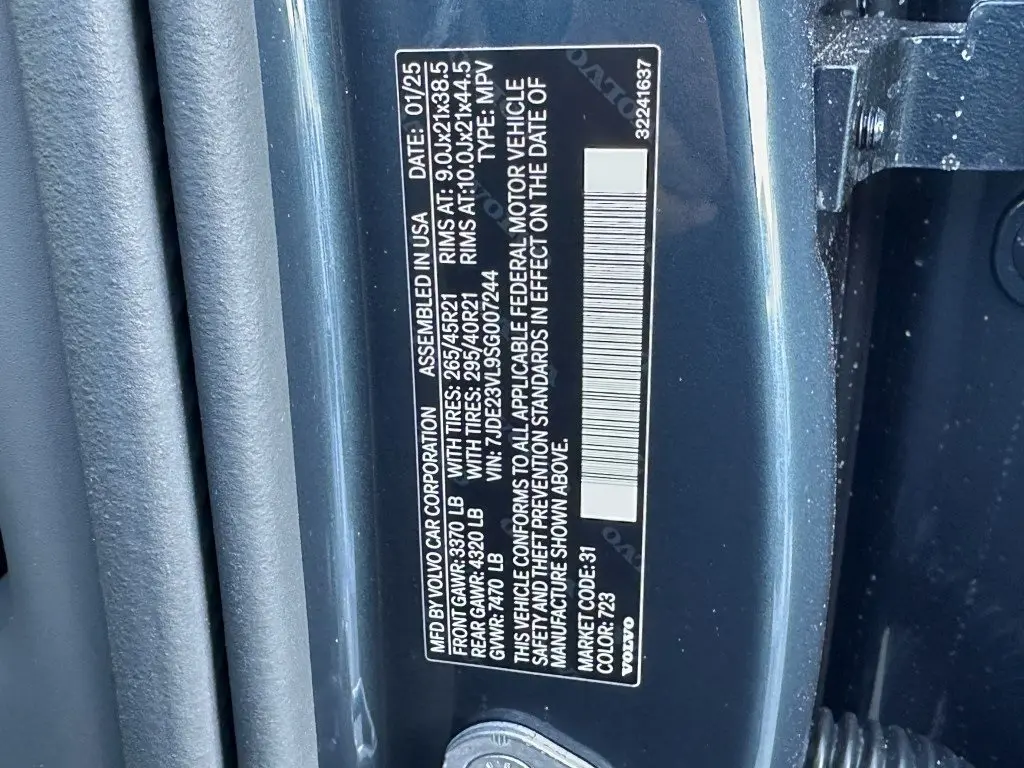 MFD BY VOLVO CAR CORPORATION ASSEMBLED IN USA DATE: 01/25
FRONT GAWR:3370 LB WITH TIRES: 265/45R21 RIMS AT: 9.0Jx21x38.5
REAR GAWR:4320 LB WITH TIRES: 295/40R21 RIMS AT:10.0Jx21x44.5
GVWR:7470 LB VIN: 7JDE23VL9SG007244 TYPE: MPV
THIS VEHICLE CONFORMS TO ALL APPLICABLE FEDERAL MOTOR VEHICLE
SAFETY AND THEFT PREVENTION STANDARDS IN EFFECT ON THE DATE OF
MANUFACTURE SHOWN ABOVE.
MARKET CODE:31
COLOR: 723
VOLVO
32241637